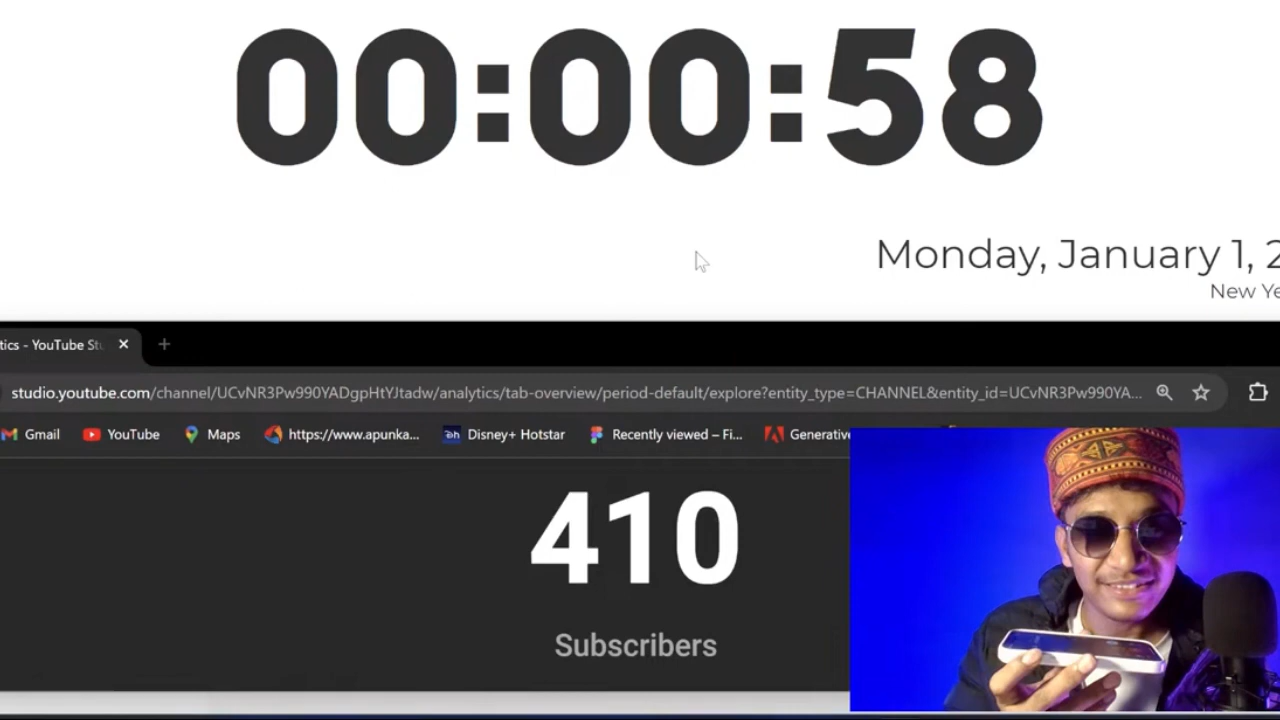 00:00:58
Monday, January 1, 2
New Ye
tics - YouTube Stu
studio.youtube.com/channel/UCvNR3Pw990YADgpHtYJtadw/analytics/tab-overview/period-default/explore?entity_type=CHANNEL&entity_id=UCvNR3Pw990YA...
Gmail YouTube Maps https://www.apunka... Disney+ Hotstar Recently viewed – Fi... Generative
410
Subscribers